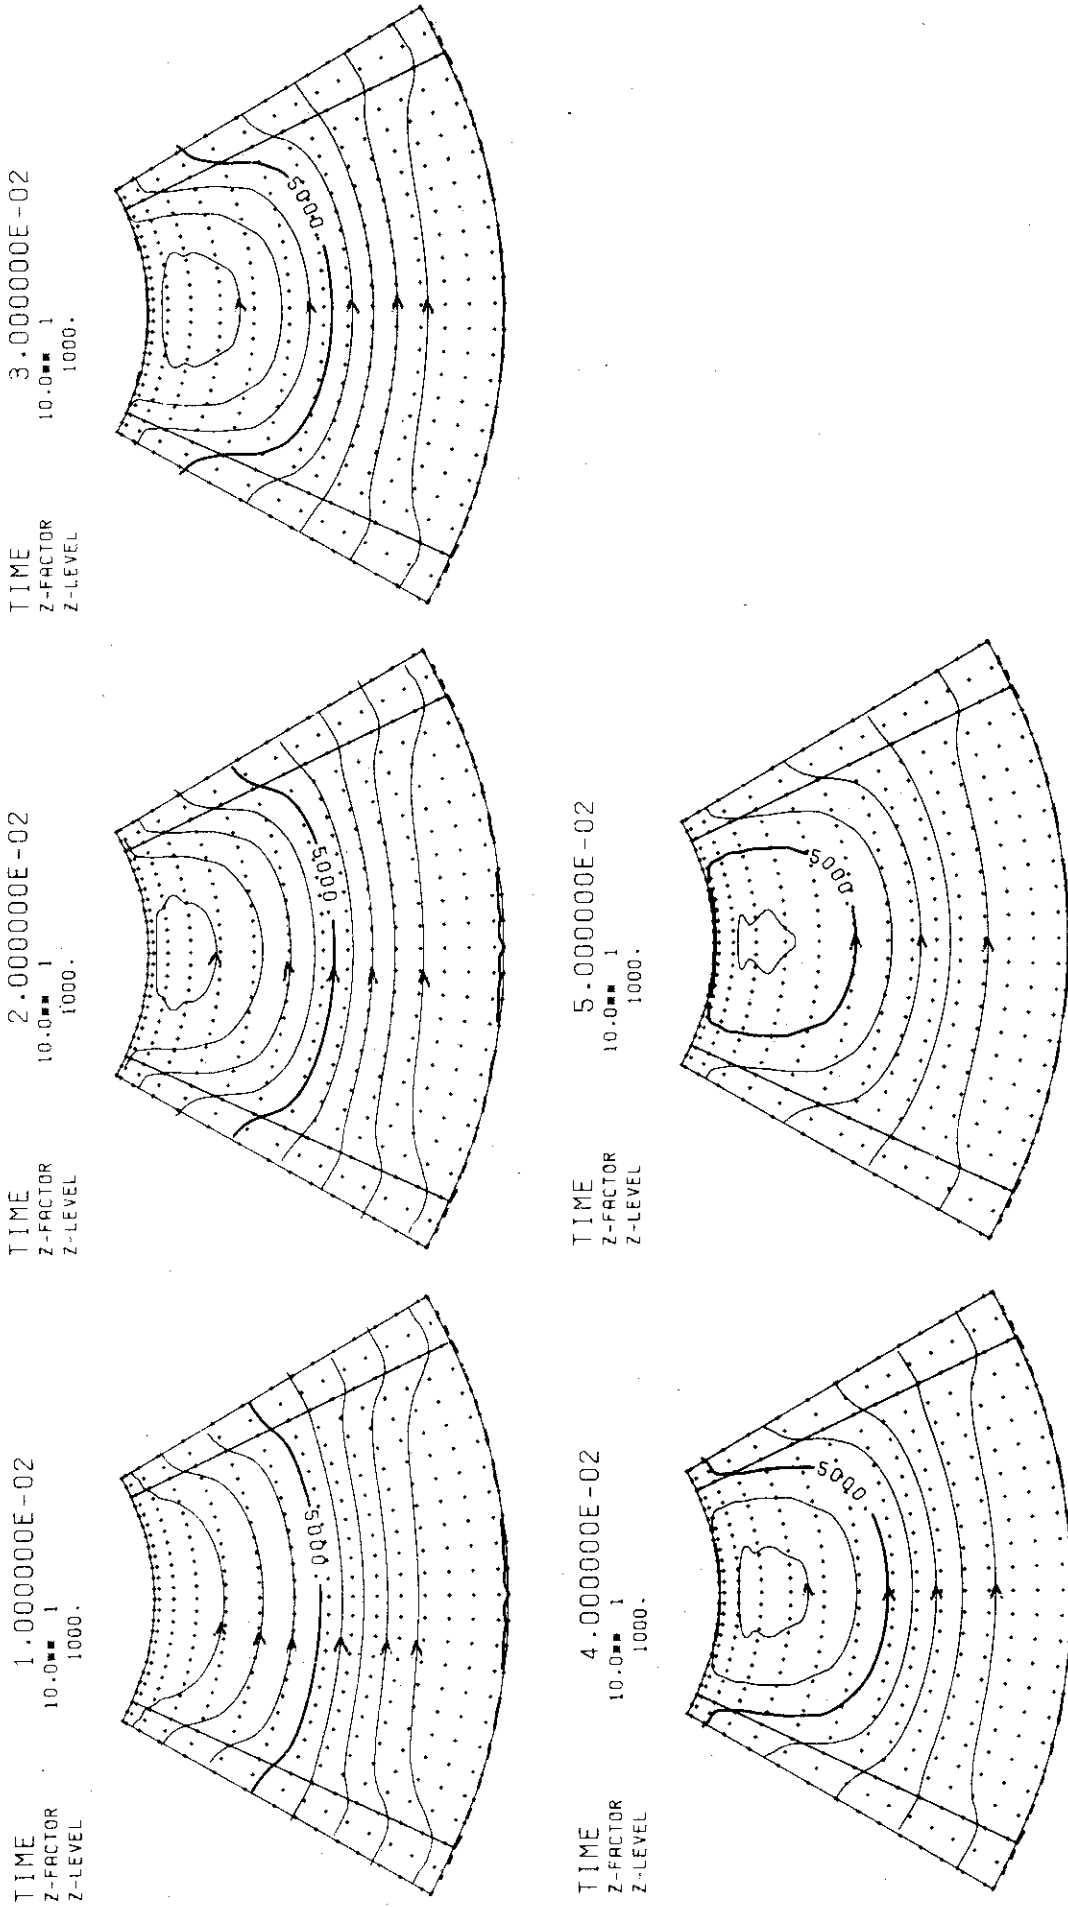 TIME 1.000000E-02
Z-FACTOR 10.0** 1
Z-LEVEL 1000.
5000.
TIME 2.000000E-02
Z-FACTOR 10.0** 1
Z-LEVEL 1000.
5000.
TIME 3.000000E-02
Z-FACTOR 10.0** 1
Z-LEVEL 1000.
5000.
TIME 4.000000E-02
Z-FACTOR 10.0** 1
Z-LEVEL 1000.
5000
TIME 5.000000E-02
Z-FACTOR 10.0** 1
Z-LEVEL 1000.
5000